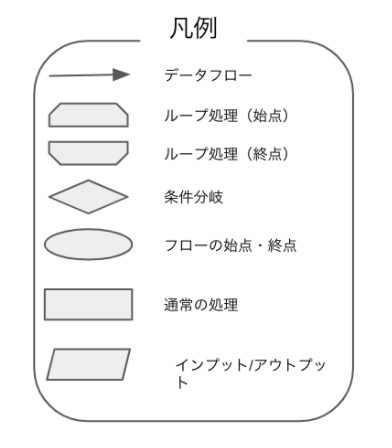 凡例
データフロー
ループ処理（始点）
ループ処理（終点）
条件分岐
フローの始点・終点
通常の処理
インプット/アウトプッ
ト